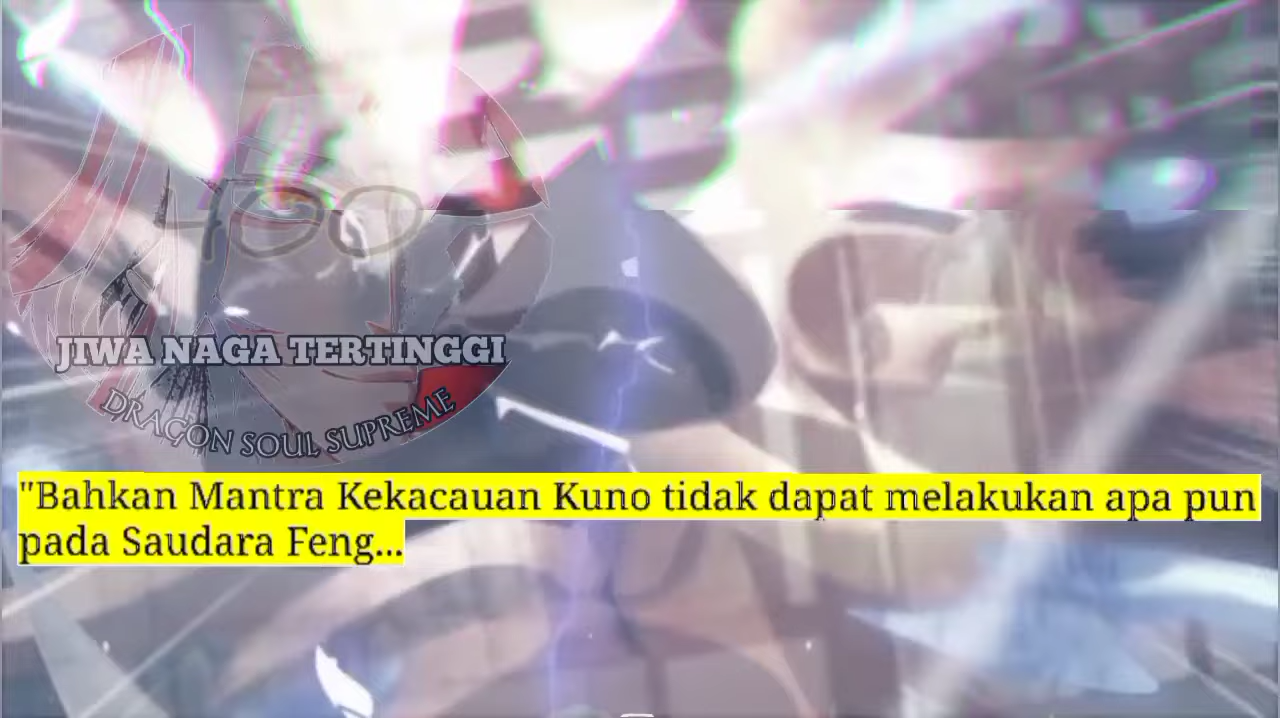 JIWA NAGA TERTINGGI
DRAGON SOUL SUPREME
"Bahkan Mantra Kekacauan Kuno tidak dapat melakukan apa pun
pada Saudara Feng...